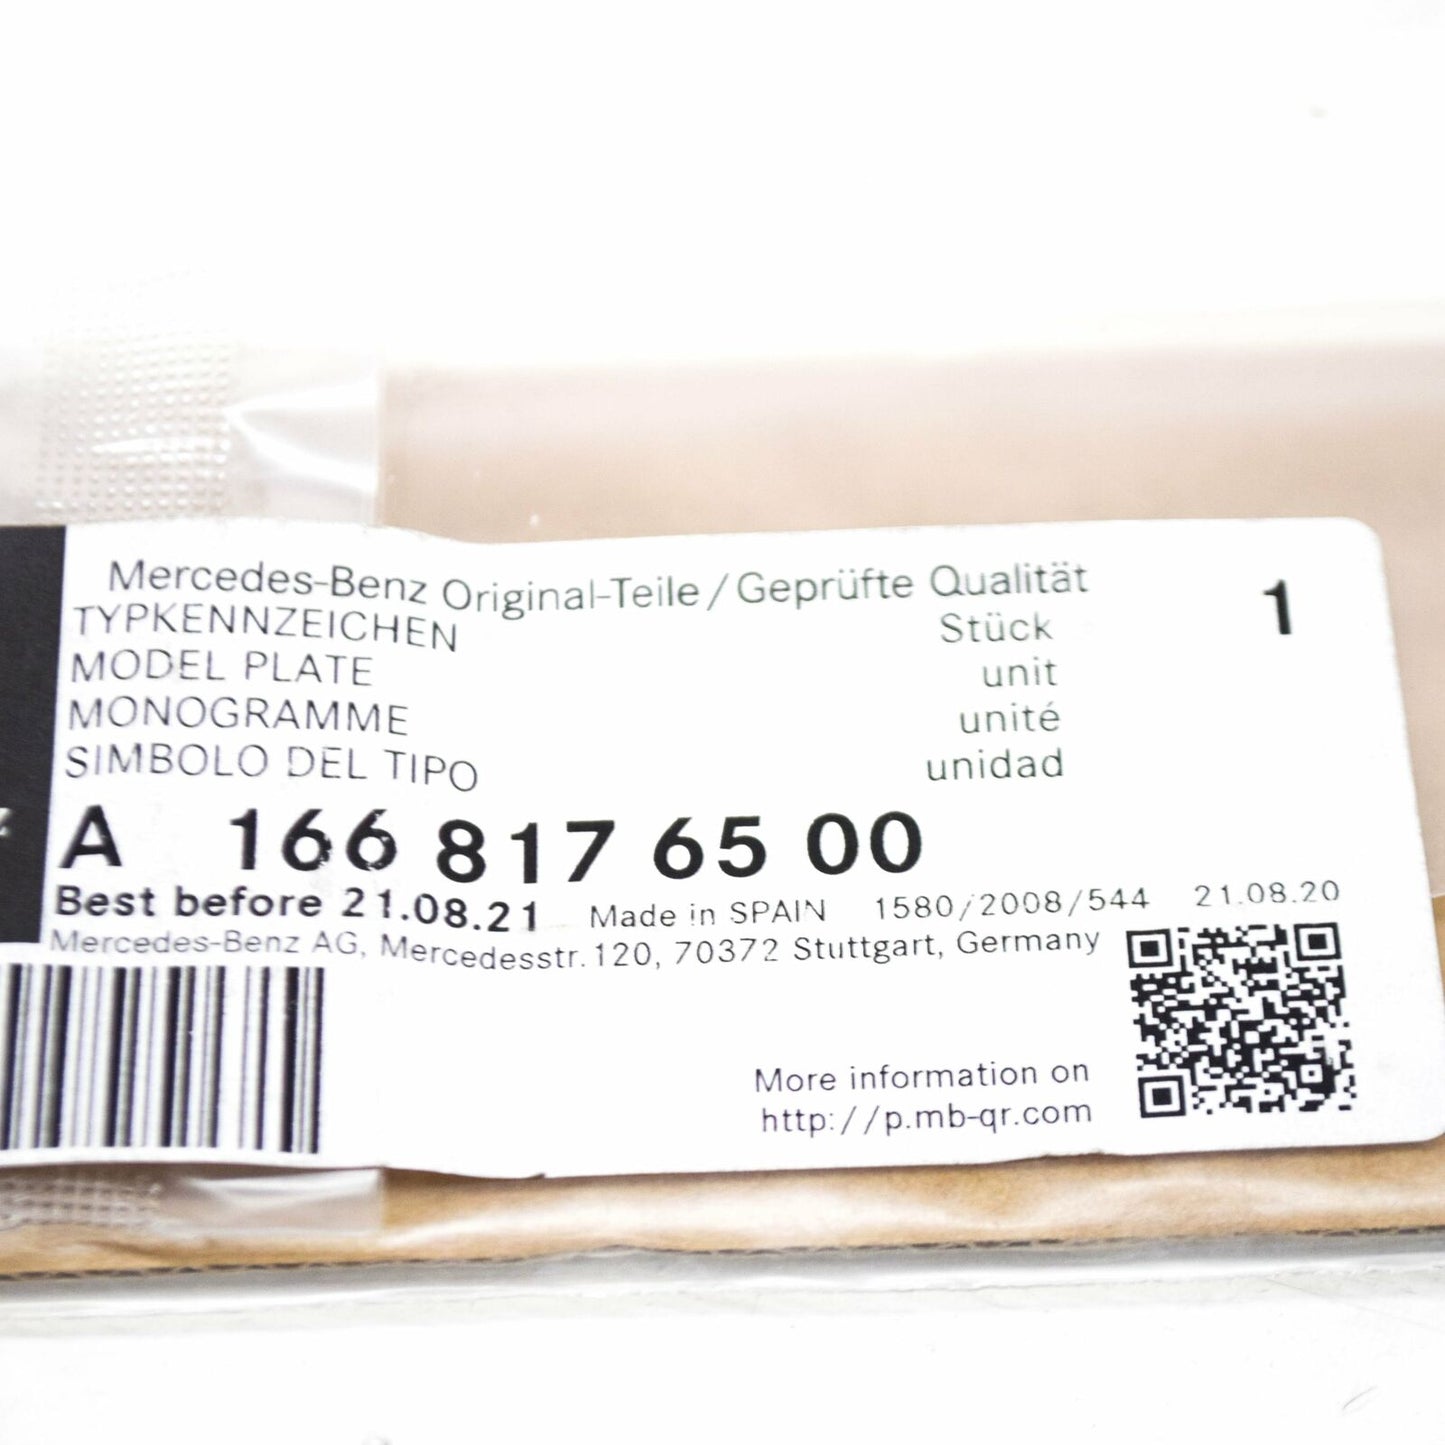 Mercedes-Benz Original-Teile / Geprüfte Qualität
TYPKENNZEICHEN Stück 1
MODEL PLATE unit
MONOGRAMME unité
SIMBOLO DEL TIPO unidad
A 166 817 65 00
Best before 21.08.21 Made in SPAIN 1580/2008/544 21.08.20
Mercedes-Benz AG, Mercedesstr. 120, 70372 Stuttgart, Germany
More information on
http://p.mb-qr.com